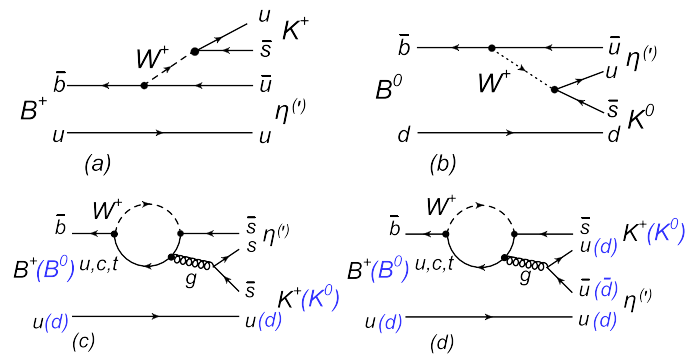 u K⁺
W⁺ s̄
b̄ ū
B⁺ η⁽′⁾
u u
(a)
b̄ ū
u η⁽′⁾
B⁰ W⁺
s̄ K⁰
d d
(b)
W⁺
b̄ s̄ η⁽′⁾
s
B⁺(B⁰) u,c,t g
s̄ K⁺(K⁰)
u(d) u(d)
(c)
W⁺
b̄ s̄
u(d) K⁺(K⁰)
B⁺(B⁰) u,c,t g
ū(d̄) η⁽′⁾
u(d) u(d)
(d)